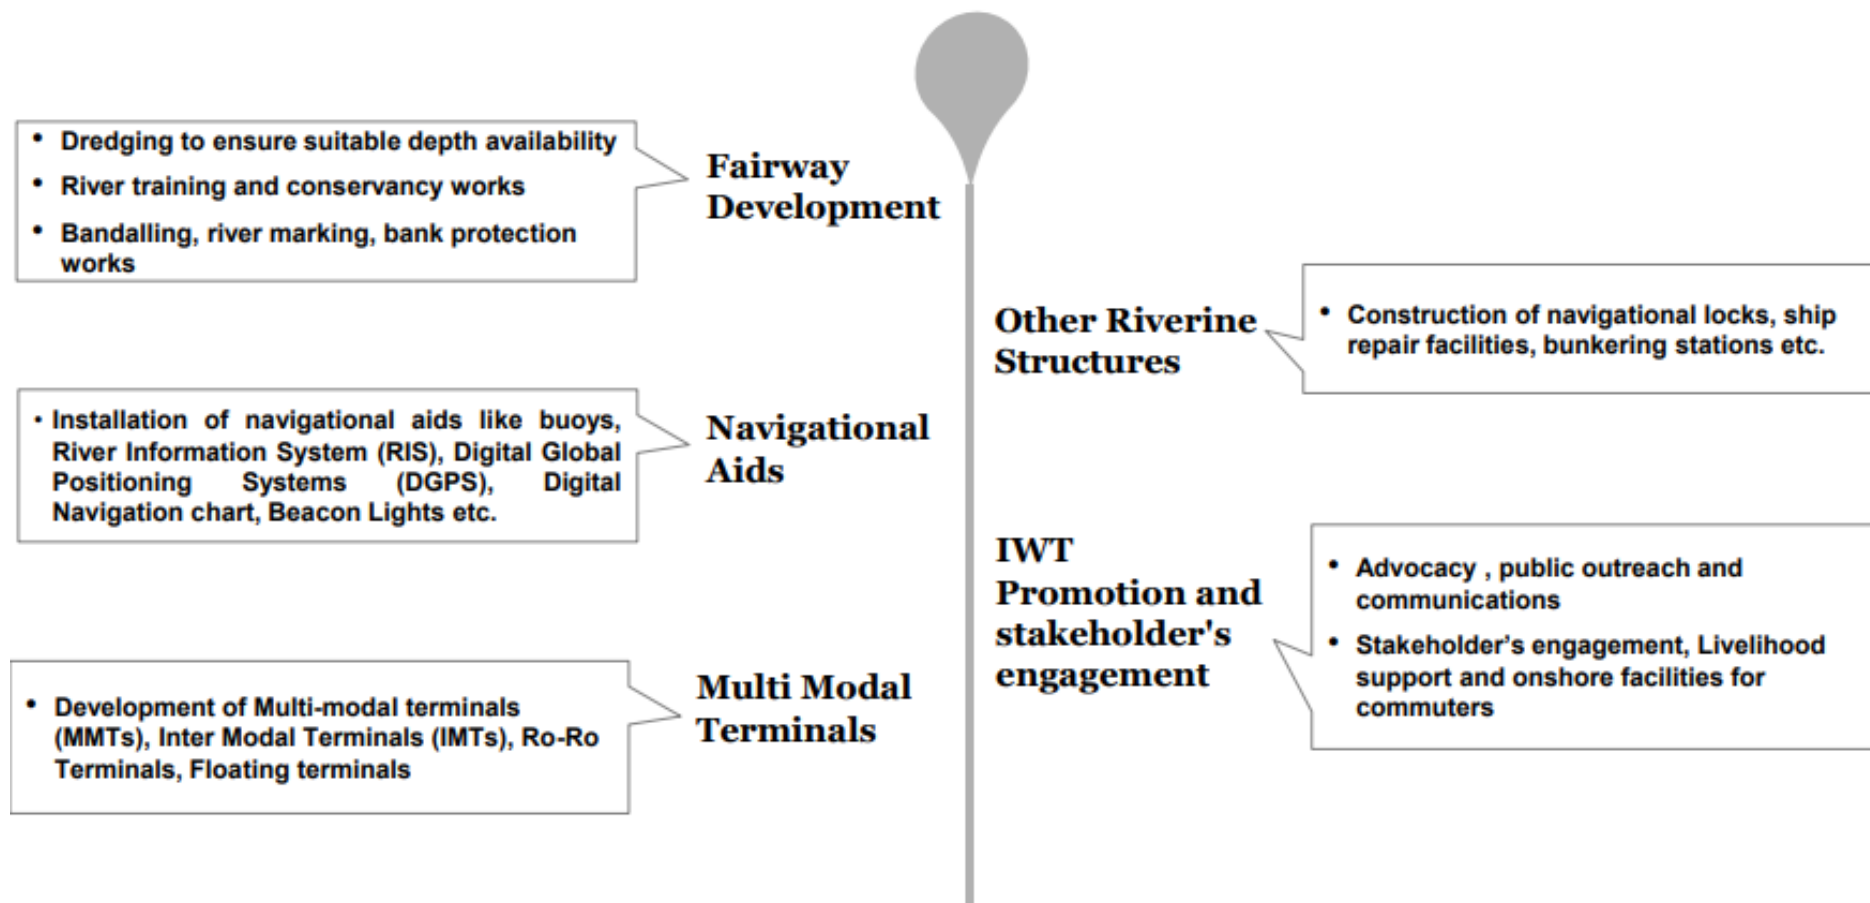 • Dredging to ensure suitable depth availability
• River training and conservancy works
• Bandalling, river marking, bank protection
works
Fairway
Development
Other Riverine
Structures
• Construction of navigational locks, ship
repair facilities, bunkering stations etc.
• Installation of navigational aids like buoys,
River Information System (RIS), Digital Global
Positioning Systems (DGPS), Digital
Navigation chart, Beacon Lights etc.
Navigational
Aids
IWT
Promotion and
stakeholder's
engagement
• Advocacy , public outreach and
communications
• Stakeholder’s engagement, Livelihood
support and onshore facilities for
commuters
• Development of Multi-modal terminals
(MMTs), Inter Modal Terminals (IMTs), Ro-Ro
Terminals, Floating terminals
Multi Modal
Terminals